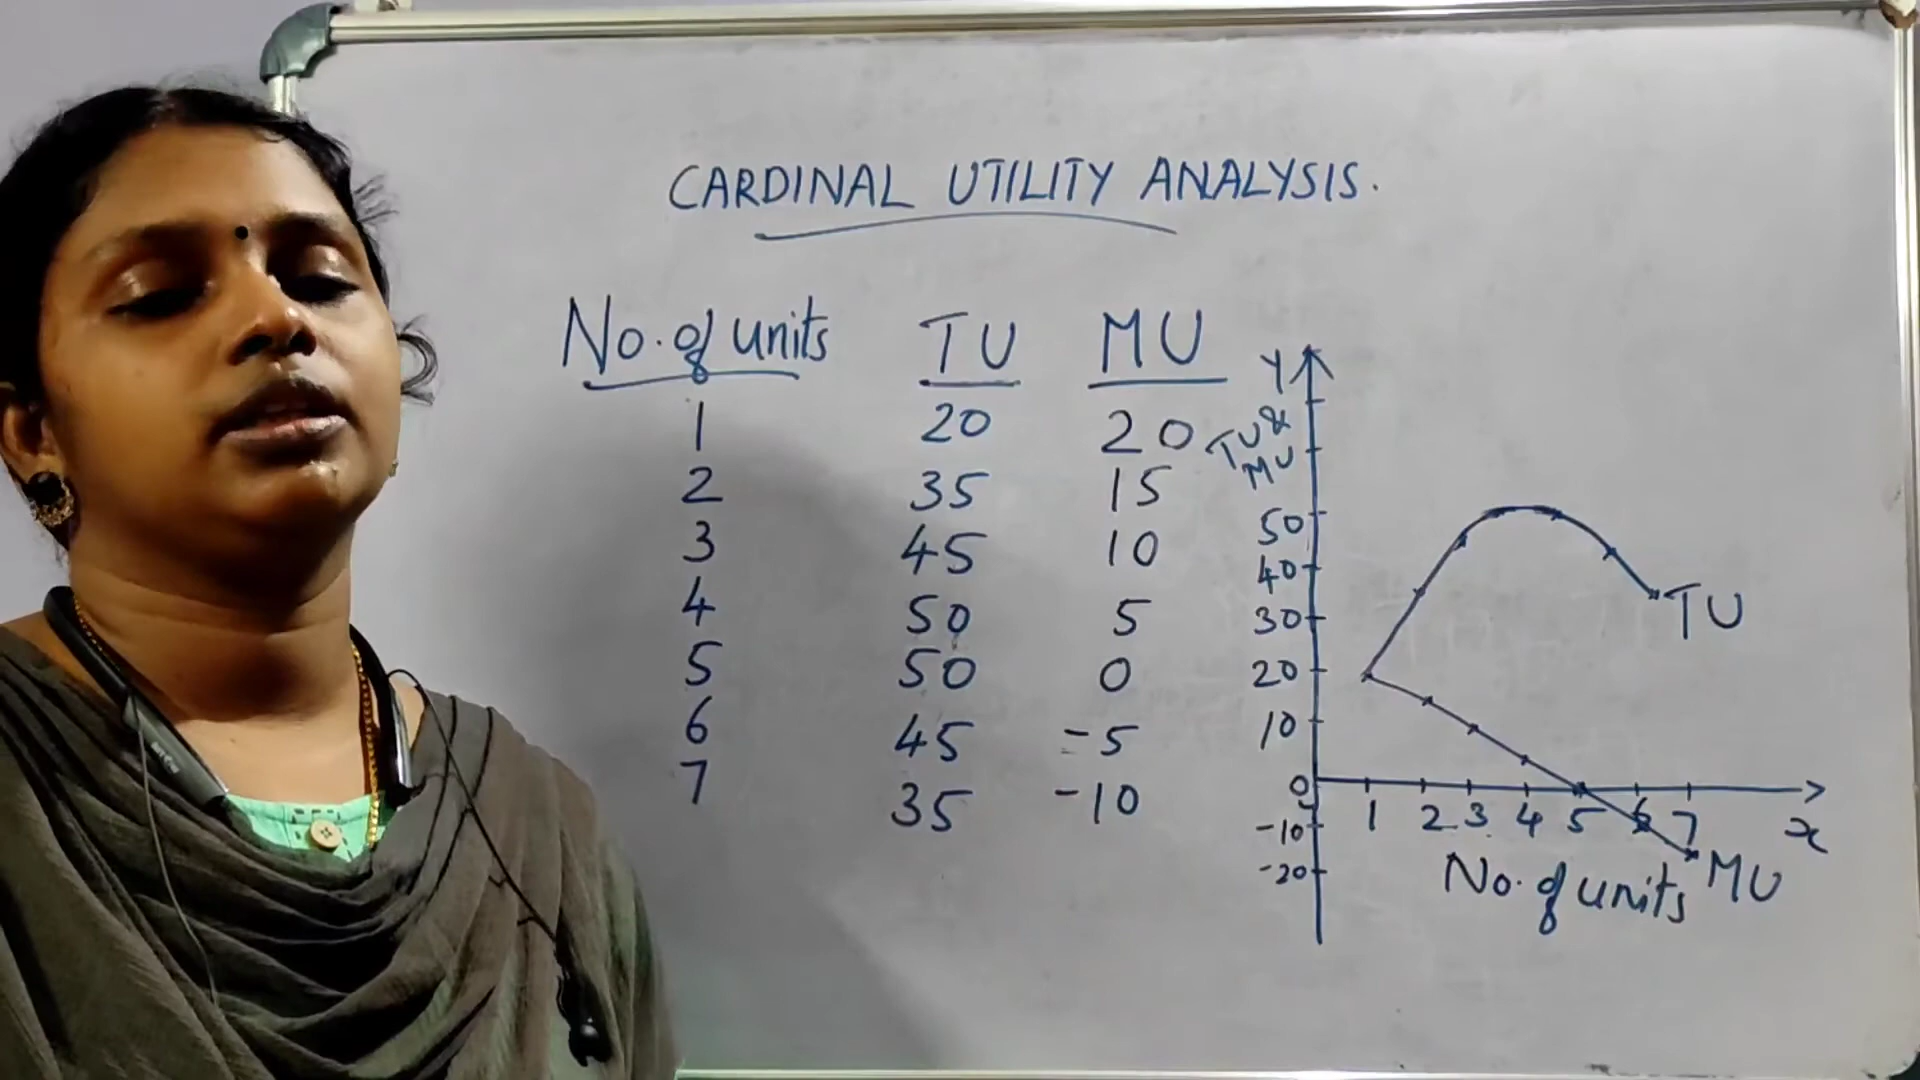 CARDINAL UTILITY ANALYSIS.
No. of units TU MU
1 20 20
2 35 15
3 45 10
4 50 5
5 50 0
6 45 -5
7 35 -10
Y
TU &
MU
50
40
30
20
10
0
-10
-20
1 2 3 4 5 6 7
x
No. of units
TU
MU